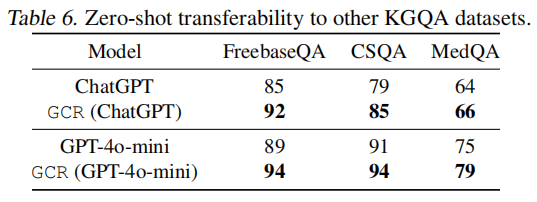 Table 6. Zero-shot transferability to other KGQA datasets.
Model FreebaseQA CSQA MedQA
ChatGPT 85 79 64
GCR (ChatGPT) 92 85 66
GPT-4o-mini 89 91 75
GCR (GPT-4o-mini) 94 94 79